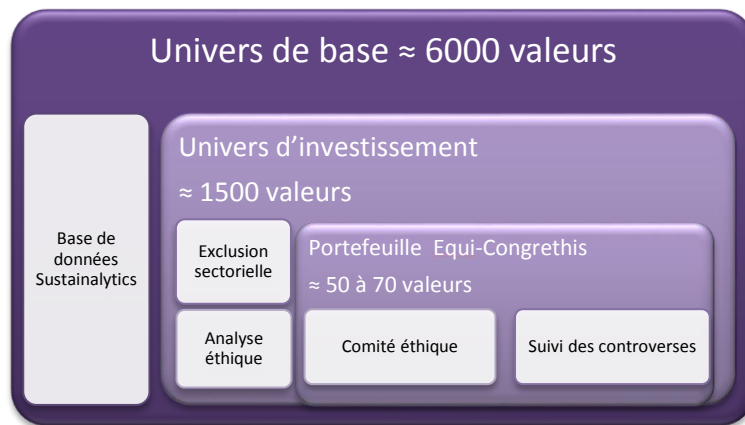 Univers de base ≈ 6000 valeurs
Base de
données
Sustainalytics
Univers d’investissement
≈ 1500 valeurs
Exclusion
sectorielle
Analyse
éthique
Portefeuille Equi-Congrethis
≈ 50 à 70 valeurs
Comité éthique
Suivi des controverses